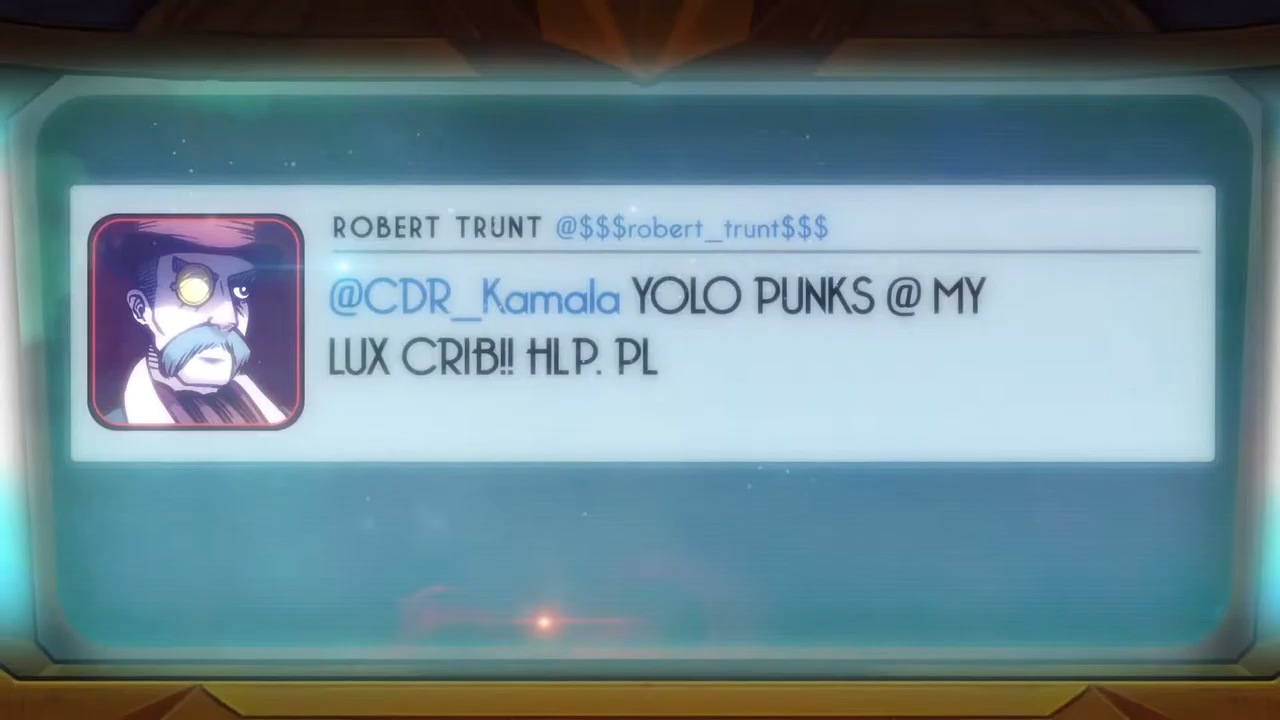 ROBERT TRUNT @$$$robert_trunt$$$
@CDR_Kamala YOLO PUNKS @ MY
LUX CRIB!! HLP. PL